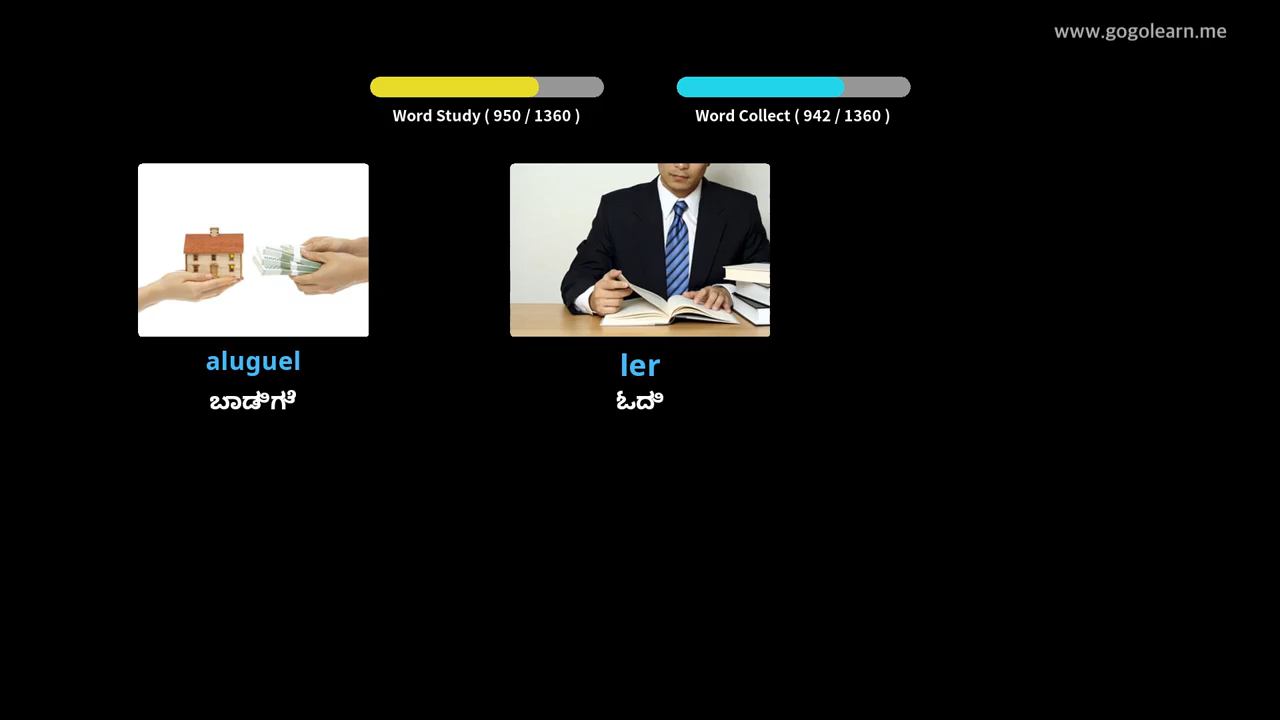 www.gogolearn.me
Word Study ( 950 / 1360 )
Word Collect ( 942 / 1360 )
aluguel
ಬಾಡಿಗೆ
ler
ಓದಿ